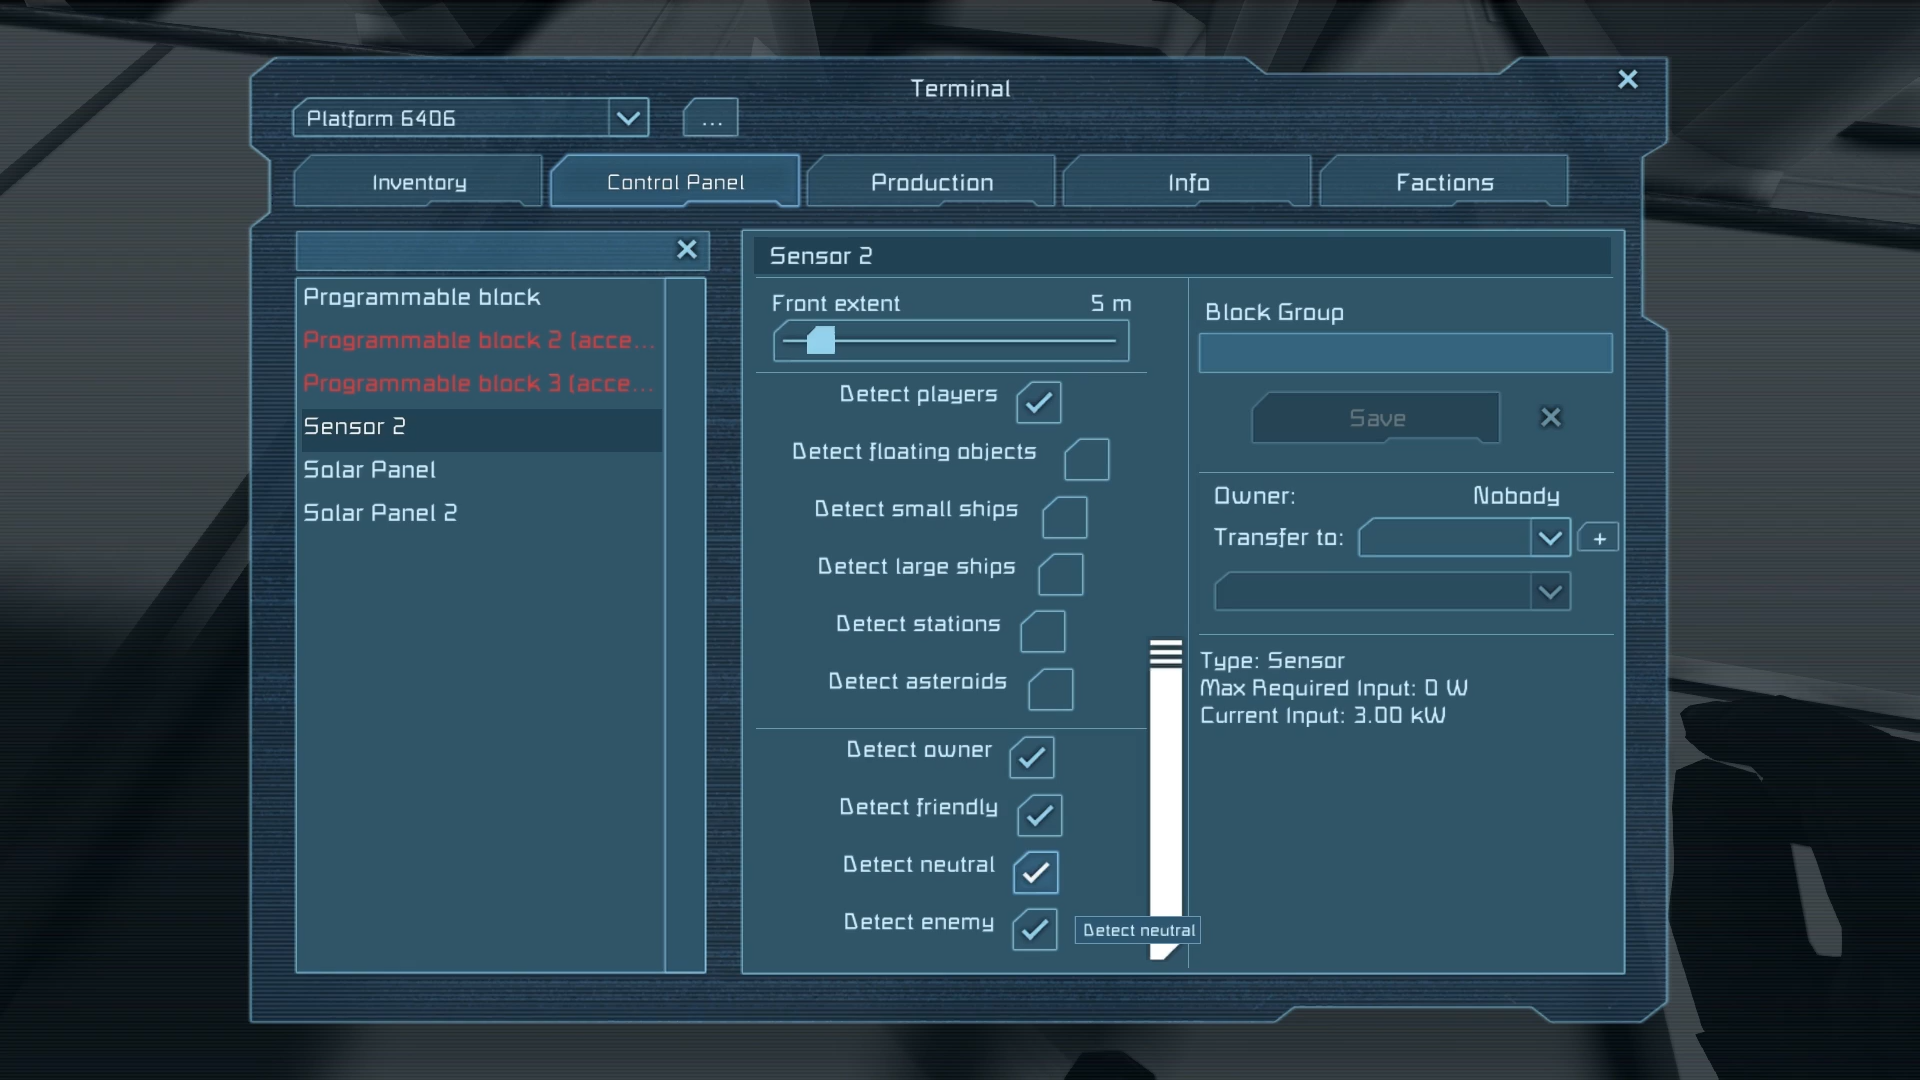 Terminal
Platform 6406
...
Inventory
Control Panel
Production
Info
Factions
Programmable block
Programmable block 2 (acce...
Programmable block 3 (acce...
Sensor 2
Solar Panel
Solar Panel 2
Sensor 2
Front extent 5 m
Detect players
Detect floating objects
Detect small ships
Detect large ships
Detect stations
Detect asteroids
Detect owner
Detect friendly
Detect neutral
Detect enemy
Detect neutral
Block Group
Save
Owner: Nobody
Transfer to:
+
Type: Sensor
Max Required Input: 0 W
Current Input: 3.00 kW